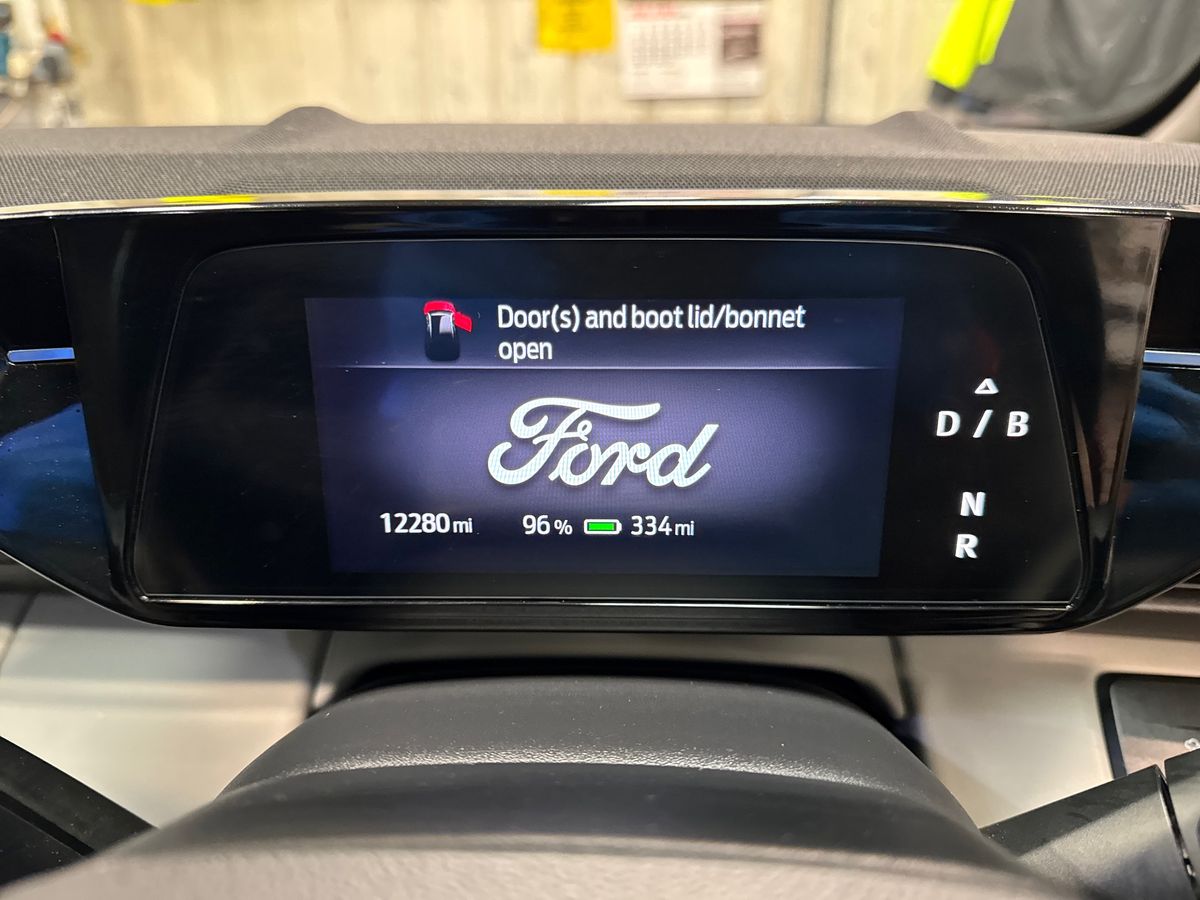 Door(s) and boot lid/bonnet
open
Ford
12280 mi 96 % 334 mi
D / B
N
R